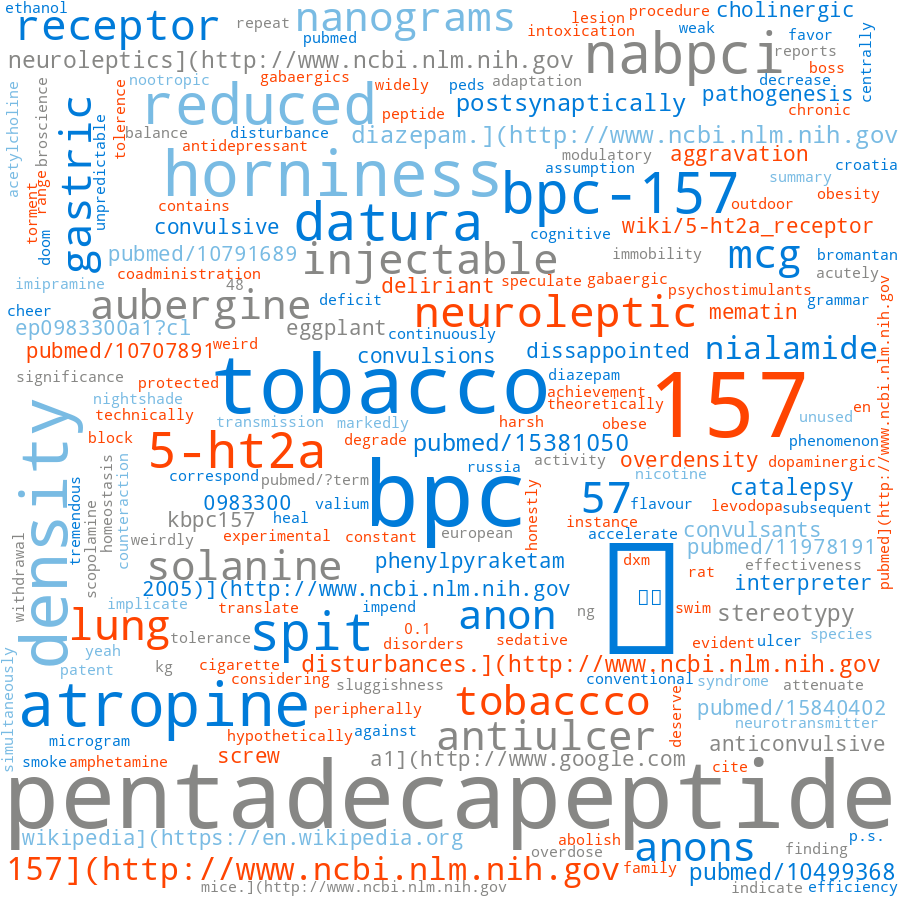 ethanol
receptor
repeat
nanograms
pubmed
lesion
procedure
cholinergic
intoxication
weak
favor
neuroleptics](http://www.ncbi.nlm.nih.gov
nabpci
reports
boss
centrally
nootropic
gabaergics
widely
peds
adaptation
decrease
acetylcholine
broscience
gastric
unpredictable
tolerence
reduced
peptide
postsynaptically
pathogenesis
chronic
balance
disturbance
diazepam.](http://www.ncbi.nlm.nih.gov
antidepressant
horniness
modulatory
aggravation
assumption
croatia
summary
torment
range
doom
contains
bpc-157
outdoor
obesity
convulsive
datura
cognitive
wiki/5-ht2a_receptor
pubmed/10791689
injectable
immobility
mcg
bromantan
coadministration
48
deliriant
speculate
gabaergic
acutely
imipramine
aubergine
deficit
psychostimulants
grammar
cheer
neuroleptic
mematin
ep0983300a1?cl
eggplant
continuously
pubmed/10707891
weird
convulsions
dissappointed
nialamide
significance
protected
tobacco
diazepam
157
pubmed](http://www.ncbi.nlm.nih.gov
nightshade
achievement
technically
theoretically
density
transmission
markedly
harsh
obese
unused
en
block
5-ht2a
degrade
pubmed/15381050
phenomenon
homeostasis
counteraction
bpc
russia
activity
overdensity
dopaminergic
correspond
pubmed/?term
nicotine
catalepsy
tremendous
scopolamine
0983300
valium
honestly
57
flavour
levodopa
subsequent
kbpc157
heal
instance
withdrawal
weirdly
experimental
constant
european
accelerate
convulsants
pubmed/11978191
solanine
phenylpyraketam
dxm
rat
effectiveness
2005)](http://www.ncbi.nlm.nih.gov
interpreter
implicate
translate
impend
anon
ng
swim
stereotypy
lung
tolerance
spit
0.1
disorders
sedative
evident
ulcer
species
simultaneously
yeah
patent
kg
cigarette
considering
disturbances.](http://www.ncbi.nlm.nih.gov
sluggishness
conventional
syndrome
attenuate
atropine
peripherally
tobaccco
deserve
pubmed/15840402
neurotransmitter
microgram
hypothetically
against
antiulcer
anticonvulsive
smoke
amphetamine
screw
a1](http://www.google.com
cite
pentadecapeptide
wikipedia](https://en.wikipedia.org
abolish
anons
p.s.
overdose
finding
157](http://www.ncbi.nlm.nih.gov
family
pubmed/10499368
mice.](http://www.ncbi.nlm.nih.gov
indicate
efficiency